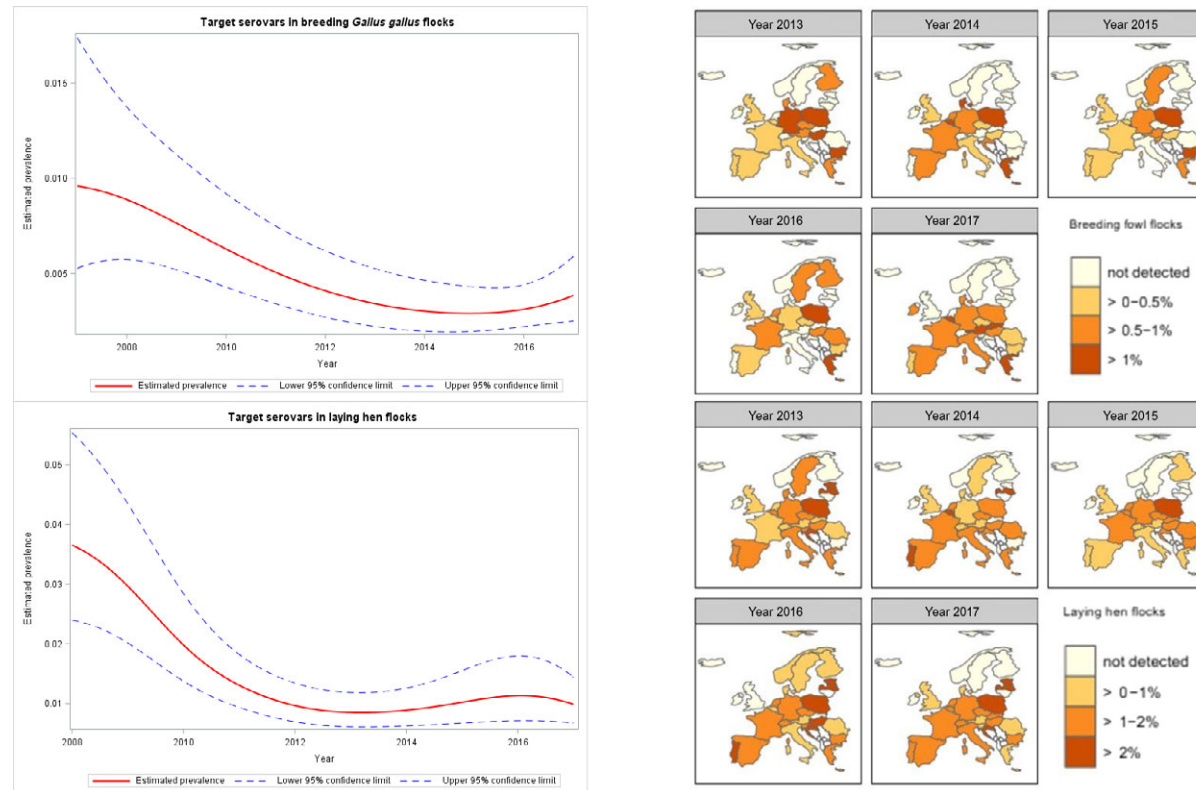 Target serovars in breeding Gallus gallus flocks
Estimated prevalence
0.015
0.010
0.005
2008 2010 2012 2014 2016
Year
Estimated prevalence Lower 95% confidence limit Upper 95% confidence limit
Target serovars in laying hen flocks
Estimated prevalence
0.05
0.04
0.03
0.02
0.01
2008 2010 2012 2014 2016
Year
Estimated prevalence Lower 95% confidence limit Upper 95% confidence limit
Year 2013 Year 2014 Year 2015
Year 2016 Year 2017
Breeding fowl flocks
not detected
> 0-0.5%
> 0.5-1%
> 1%
Year 2013 Year 2014 Year 2015
Year 2016 Year 2017
Laying hen flocks
not detected
> 0-1%
> 1-2%
> 2%